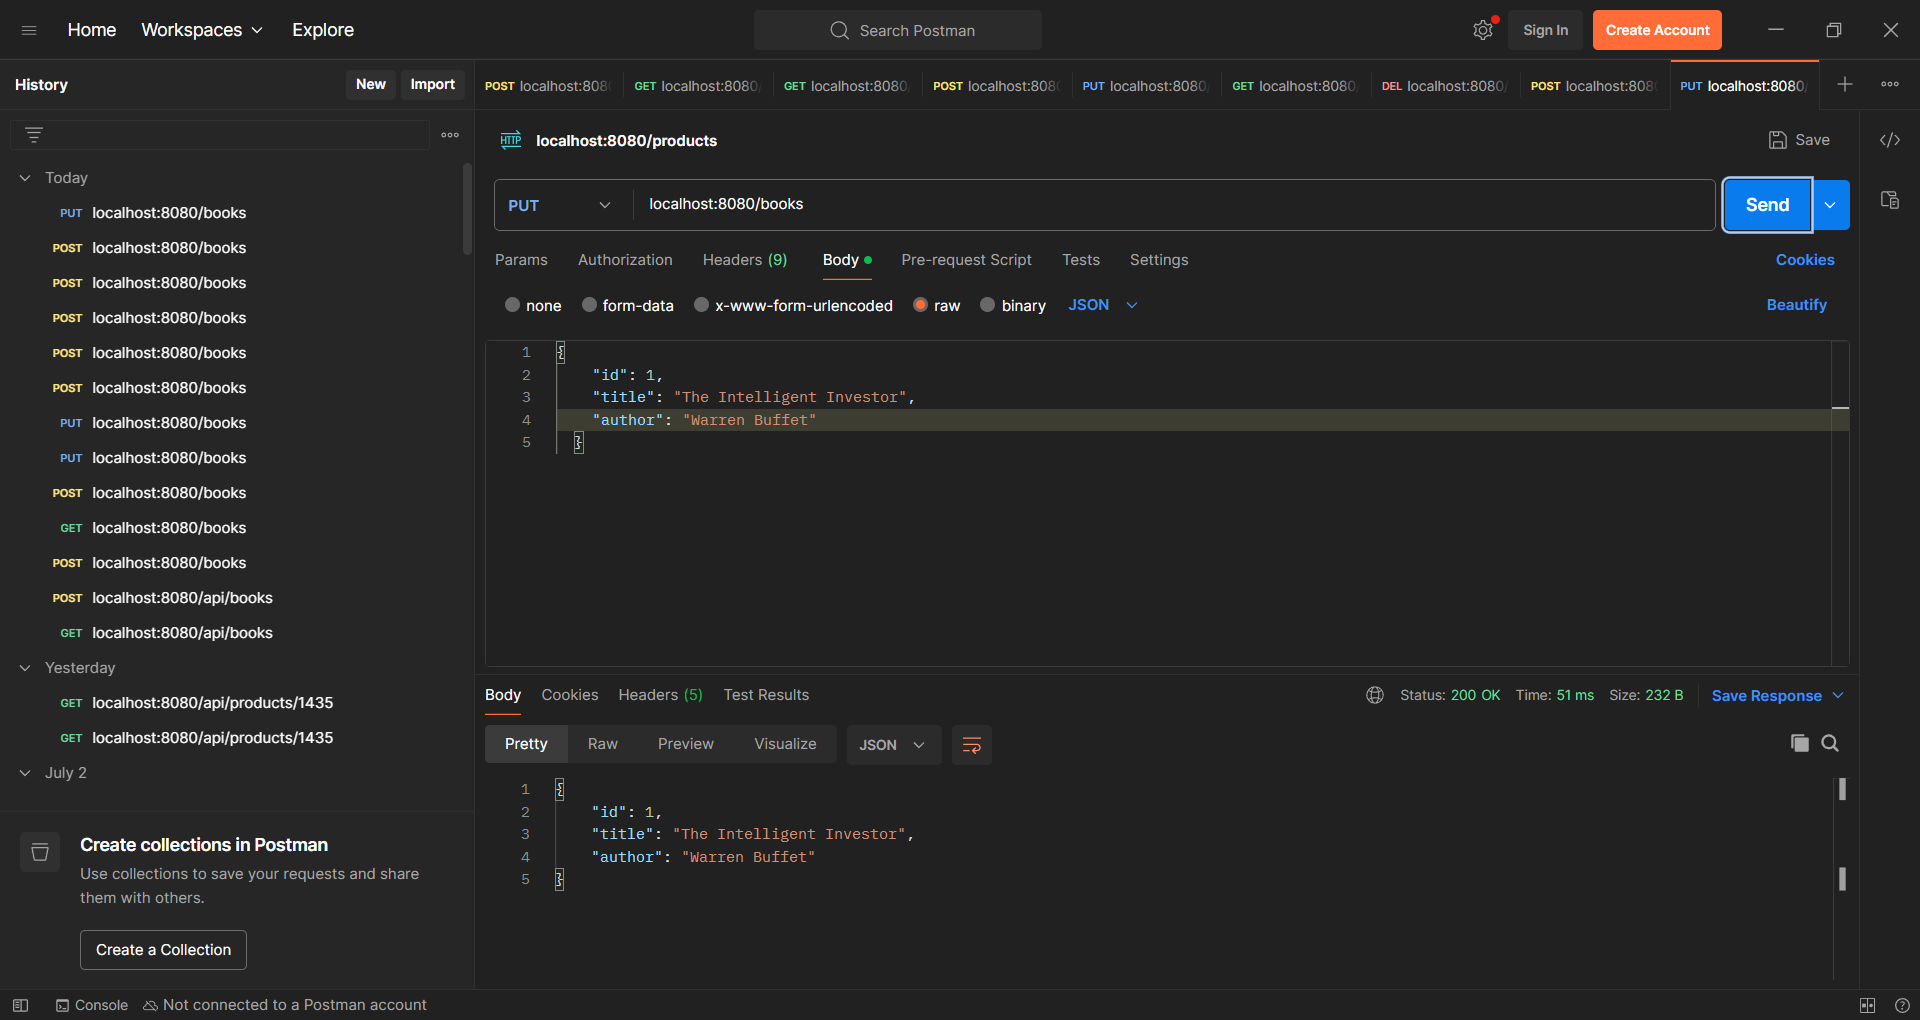 Home Workspaces Explore Search Postman Sign In Create Account
History New Import
POST localhost:808 GET localhost:8080/ GET localhost:8080 POST localhost:808 PUT localhost:8080/ GET localhost:8080/ DEL localhost:8080/ POST localhost:808 PUT localhost:8080/
HTTP localhost:8080/products Save
Today
PUT localhost:8080/books
POST localhost:8080/books
POST localhost:8080/books
POST localhost:8080/books
POST localhost:8080/books
POST localhost:8080/books
PUT localhost:8080/books
PUT localhost:8080/books
POST localhost:8080/books
GET localhost:8080/books
POST localhost:8080/books
POST localhost:8080/api/books
GET localhost:8080/api/books
Yesterday
GET localhost:8080/api/products/1435
GET localhost:8080/api/products/1435
July 2
Create collections in Postman
Use collections to save your requests and share
them with others.
Create a Collection
PUT localhost:8080/books Send
Params Authorization Headers (9) Body Pre-request Script Tests Settings Cookies
none form-data x-www-form-urlencoded raw binary JSON Beautify
1 {
2 "id": 1,
3 "title": "The Intelligent Investor",
4 "author": "Warren Buffet"
5 }
Body Cookies Headers (5) Test Results Status: 200 OK Time: 51 ms Size: 232 B Save Response
Pretty Raw Preview Visualize JSON
1 {
2 "id": 1,
3 "title": "The Intelligent Investor",
4 "author": "Warren Buffet"
5 }
Console Not connected to a Postman account